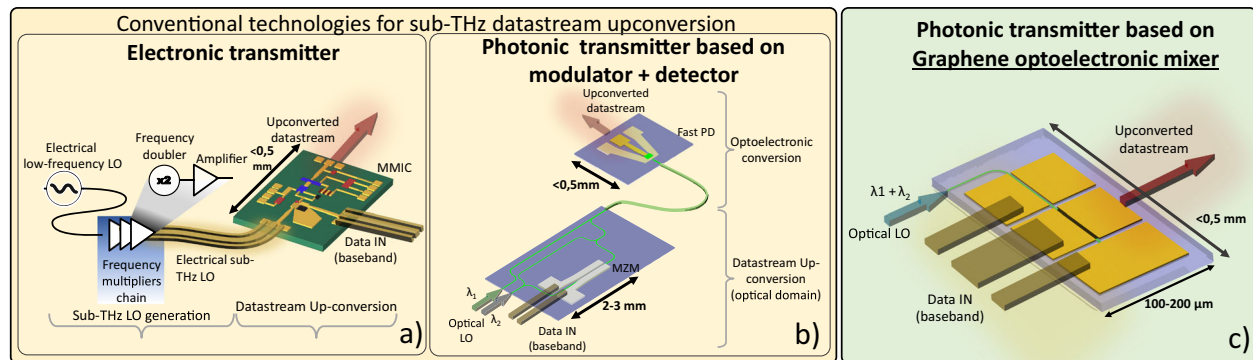 Conventional technologies for sub-THz datastream upconversion
Electronic transmitter
Upconverted
datastream
Frequency
doubler
Amplifier
<0,5
mm
Electrical
low-frequency LO
x2
MMIC
Data IN
(baseband)
Electrical sub-
THz LO
Frequency
multipliers
chain
Sub-THz LO generation
Datastream Up-conversion
a)
Photonic transmitter based on
modulator + detector
Upconverted
datastream
Fast PD
Optoelectronic
conversion
<0,5mm
MZM
Datastream Up-
conversion
(optical domain)
λ1
λ2
2-3 mm
Optical
LO
Data IN
(baseband)
b)
Photonic transmitter based on
Graphene optoelectronic mixer
Upconverted
datastream
λ1 + λ2
Optical LO
<0,5 mm
Data IN
(baseband)
100-200 µm
c)